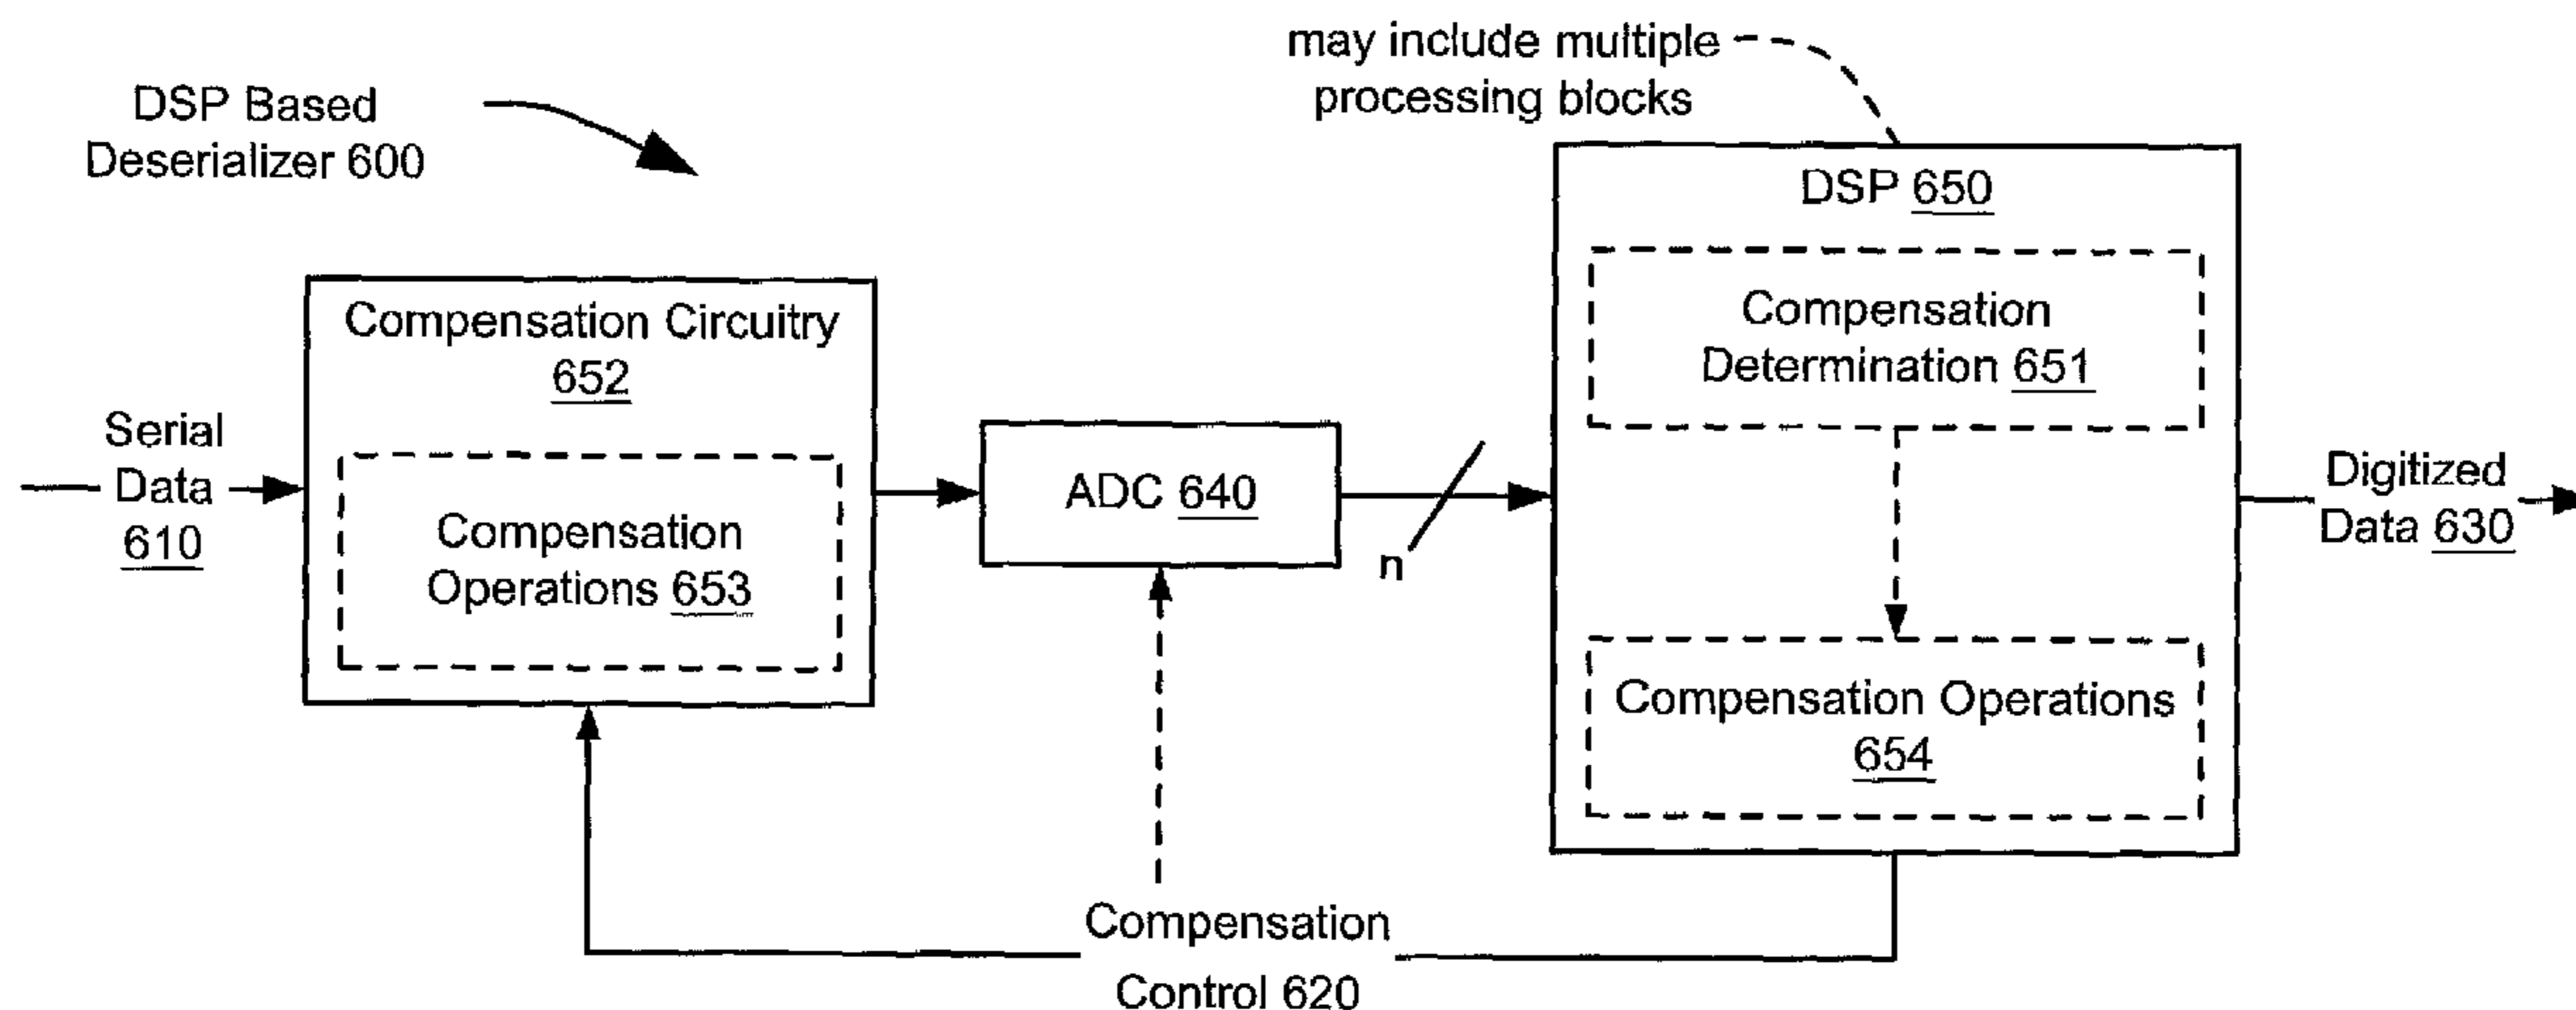 may include multiple
processing blocks
DSP Based
Deserializer 600
DSP 650
Compensation Circuitry
652
Compensation
Determination 651
Serial
Data
610
Compensation
Operations 653
ADC 640
n
Digitized
Data 630
Compensation Operations
654
Compensation
Control 620